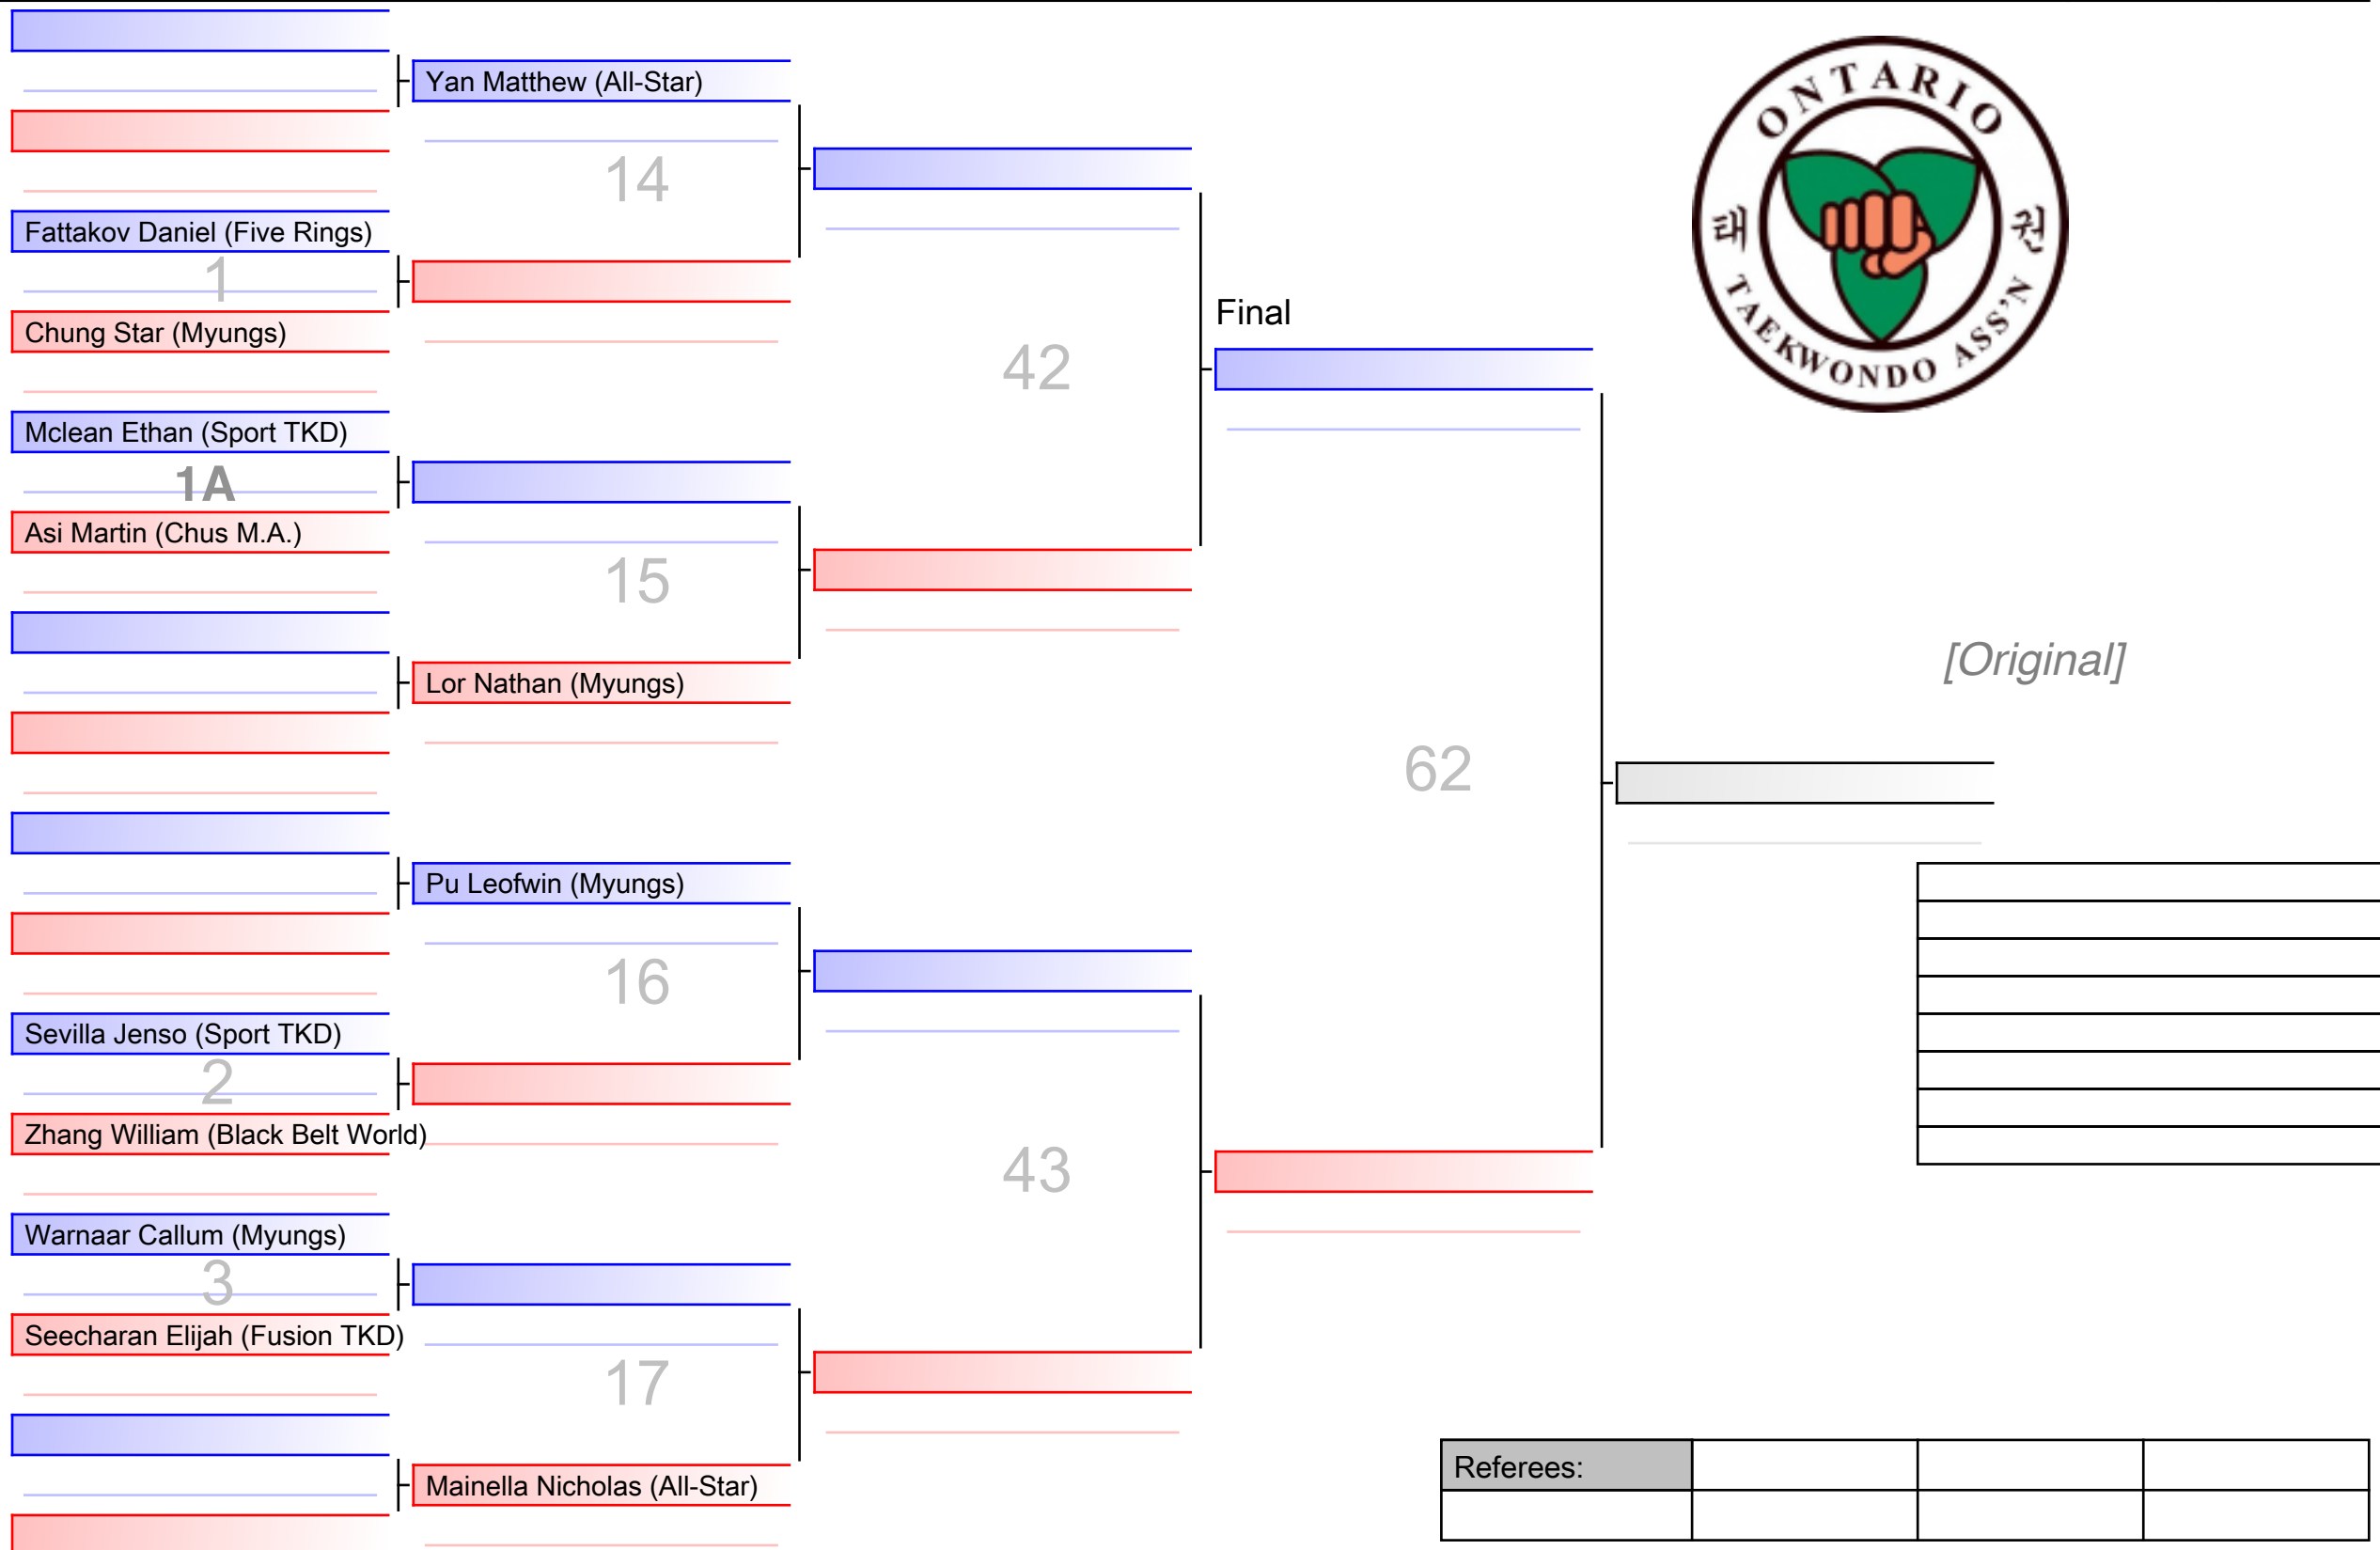 Yan Matthew (All-Star)
14
Fattakov Daniel (Five Rings)
1
Chung Star (Myungs)
Final
42
Mclean Ethan (Sport TKD)
1A
Asi Martin (Chus M.A.)
15
Lor Nathan (Myungs)
62
Pu Leofwin (Myungs)
16
Sevilla Jenso (Sport TKD)
2
Zhang William (Black Belt World)
43
Warnaar Callum (Myungs)
3
Seecharan Elijah (Fusion TKD)
17
Mainella Nicholas (All-Star)
ONTARIO
태 권
TAEKWONDO ASS'N
[Original]
Referees: